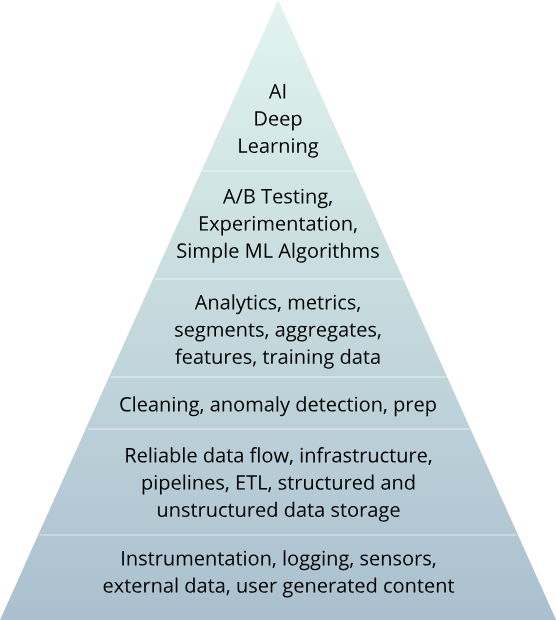 AI
Deep
Learning
A/B Testing,
Experimentation,
Simple ML Algorithms
Analytics, metrics,
segments, aggregates,
features, training data
Cleaning, anomaly detection, prep
Reliable data flow, infrastructure,
pipelines, ETL, structured and
unstructured data storage
Instrumentation, logging, sensors,
external data, user generated content